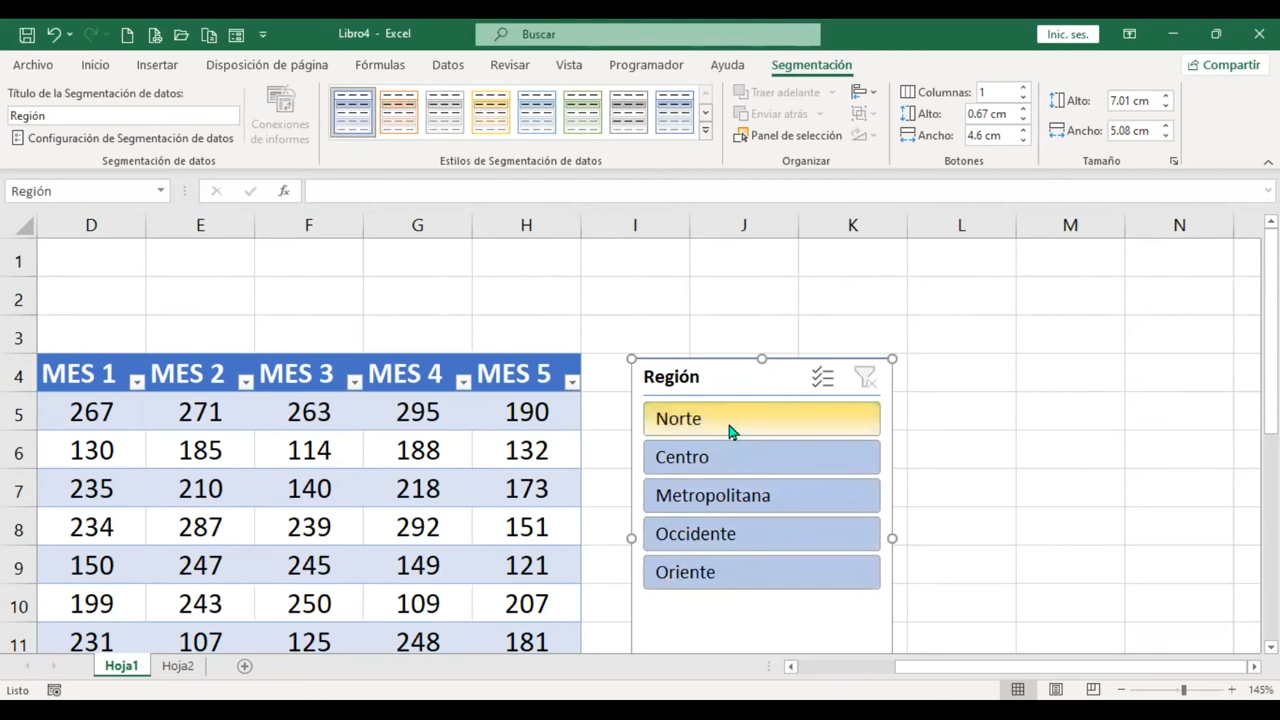 Libro4 - Excel
Buscar
Inic. ses.
Archivo Inicio Insertar Disposición de página Fórmulas Datos Revisar Vista Programador Ayuda Segmentación Compartir
Título de la Segmentación de datos:
Región
Configuración de Segmentación de datos
Conexiones de informes
Segmentación de datos
Estilos de Segmentación de datos
Traer adelante
Enviar atrás
Panel de selección
Organizar
Columnas: 1
Alto: 0.67 cm
Ancho: 4.6 cm
Botones
Alto: 7.01 cm
Ancho: 5.08 cm
Tamaño
Región fx
D E F G H I J K L M N
1
2
3
4 MES 1 MES 2 MES 3 MES 4 MES 5
5 267 271 263 295 190
6 130 185 114 188 132
7 235 210 140 218 173
8 234 287 239 292 151
9 150 247 245 149 121
10 199 243 250 109 207
11 231 107 125 248 181
Región
Norte
Centro
Metropolitana
Occidente
Oriente
Hoja1 Hoja2
Listo
145%